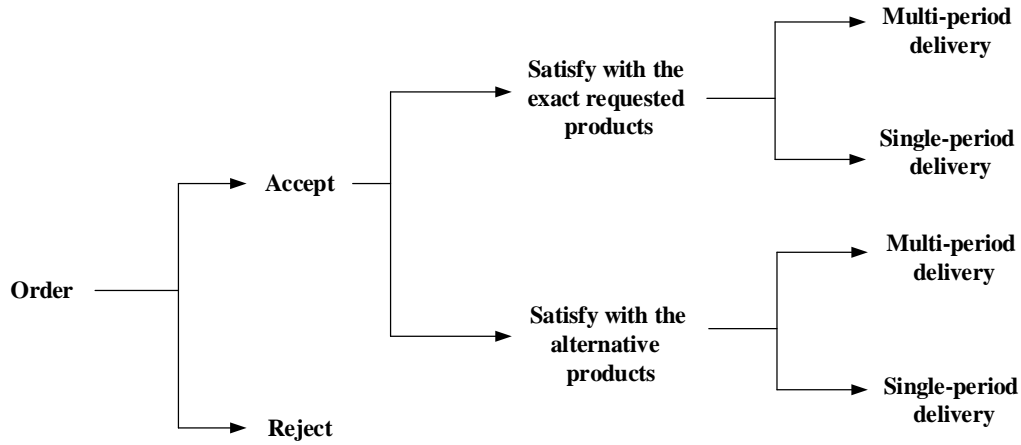 Order
Accept
Reject
Satisfy with the
exact requested
products
Satisfy with the
alternative
products
Multi-period
delivery
Single-period
delivery
Multi-period
delivery
Single-period
delivery